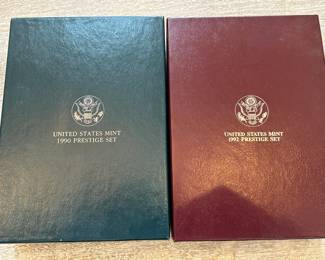 UNITED STATES MINT
1990 PRESTIGE SET
UNITED STATES MINT
1992 PRESTIGE SET